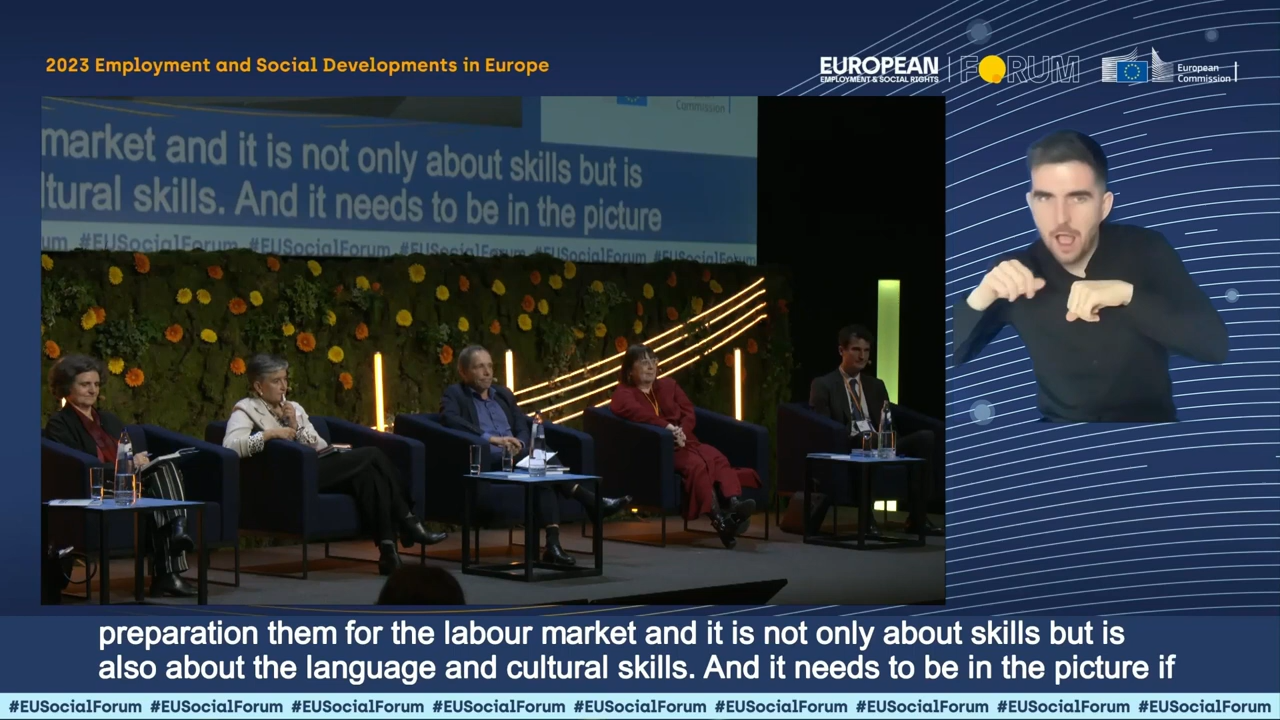 2023 Employment and Social Developments in Europe
EUROPEAN
EMPLOYMENT & SOCIAL RIGHTS
FORUM
European
Commission
Commission
market and it is not only about skills but is
ltural skills. And it needs to be in the picture
um #EUSocialForum #EUSocialForum #EUSocialForum #EUSocialForum #EUSocialForum
preparation them for the labour market and it is not only about skills but is
also about the language and cultural skills. And it needs to be in the picture if
#EUSocialForum #EUSocialForum #EUSocialForum #EUSocialForum #EUSocialForum #EUSocialForum #EUSocialForum #EUSocialForum #EUSocialForum